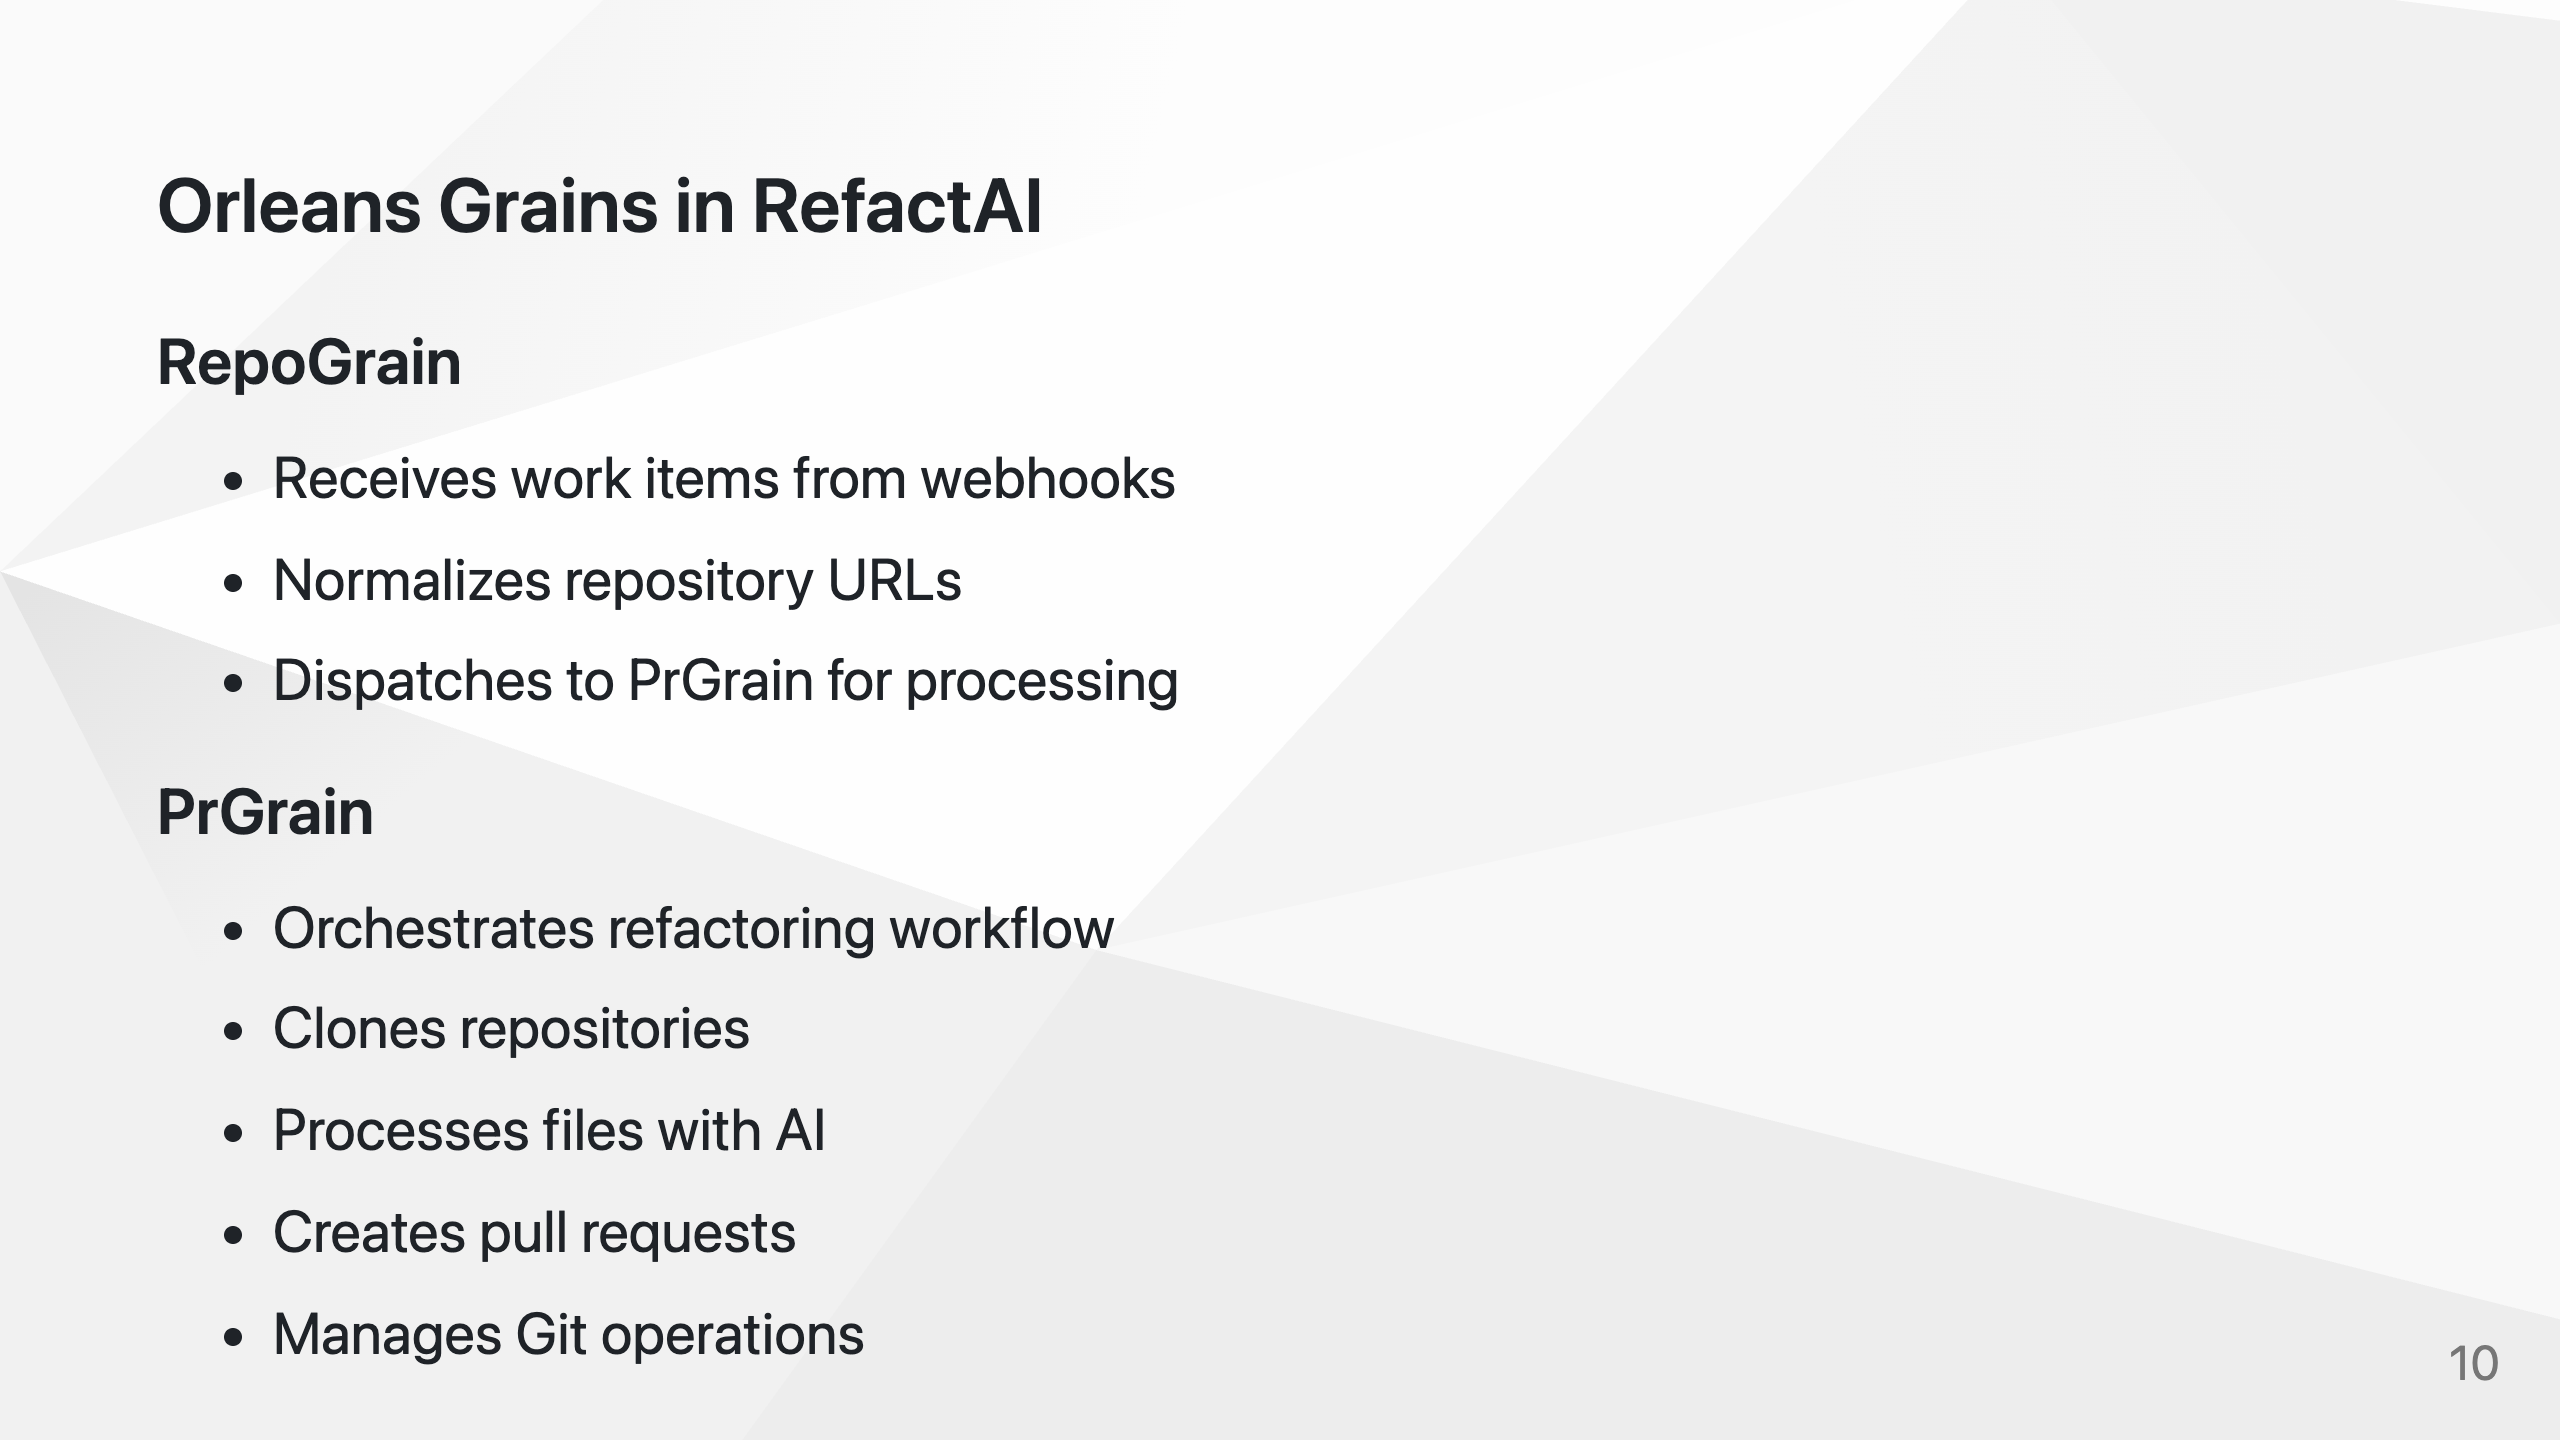 Orleans Grains in RefactAI
RepoGrain
• Receives work items from webhooks
• Normalizes repository URLs
• Dispatches to PrGrain for processing
PrGrain
• Orchestrates refactoring workflow
• Clones repositories
• Processes files with AI
• Creates pull requests
• Manages Git operations
10